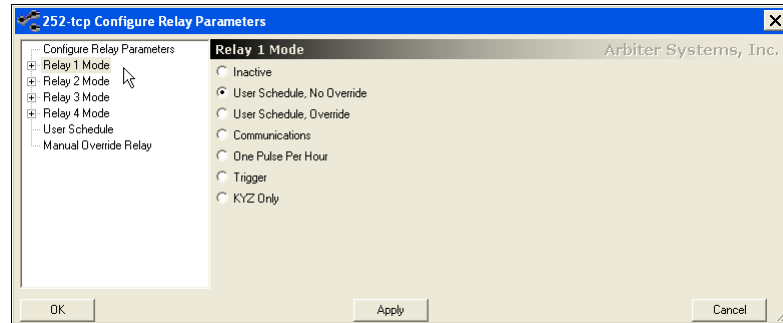 252-tcp Configure Relay Parameters
Configure Relay Parameters
Relay 1 Mode
Relay 2 Mode
Relay 3 Mode
Relay 4 Mode
User Schedule
Manual Override Relay
Relay 1 Mode Arbiter Systems, Inc.
Inactive
User Schedule, No Override
User Schedule, Override
Communications
One Pulse Per Hour
Trigger
KYZ Only
OK Apply Cancel